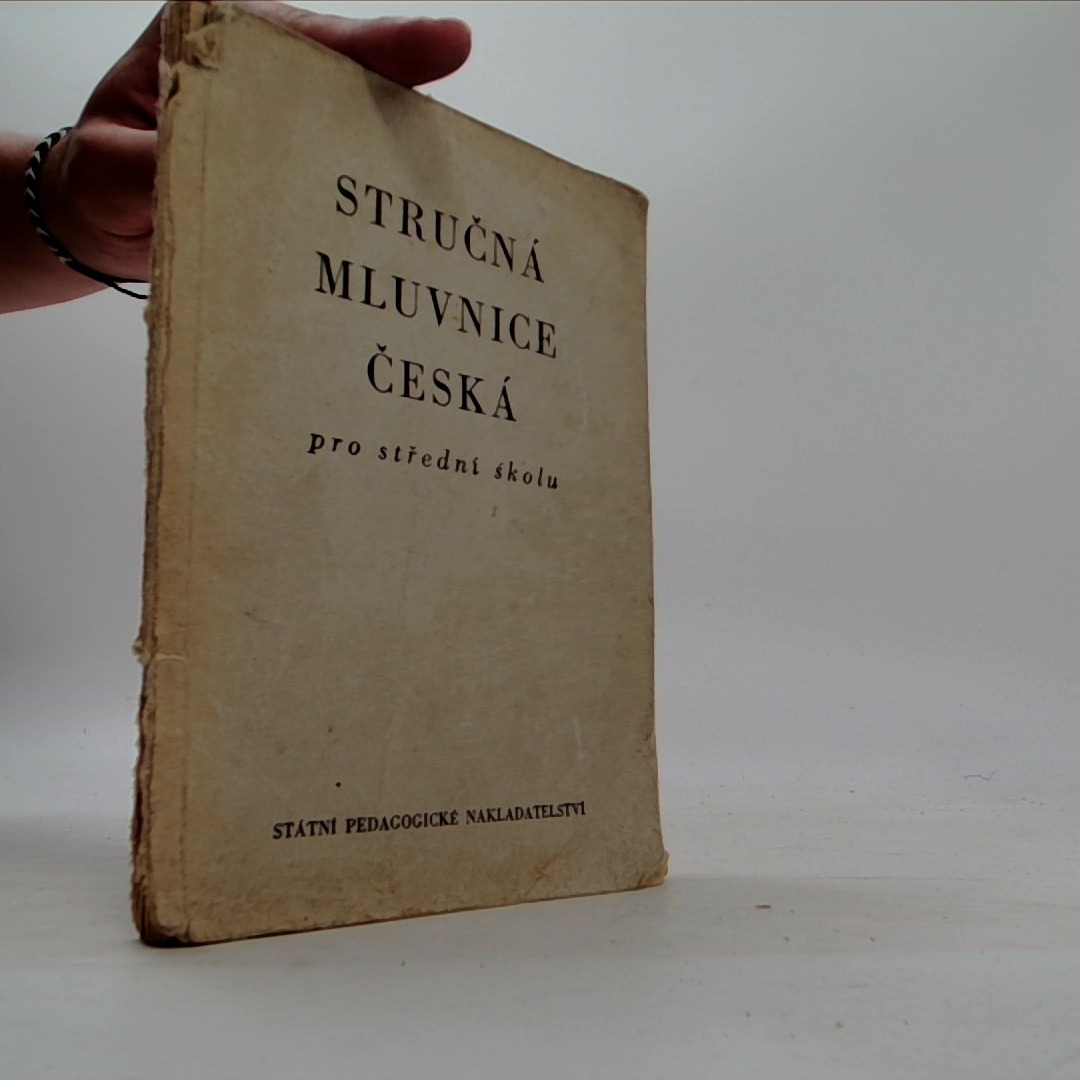 STRUČNÁ
MLUVNICE
ČESKÁ
pro střední školu
STÁTNÍ PEDAGOGICKÉ NAKLADATELSTVÍ